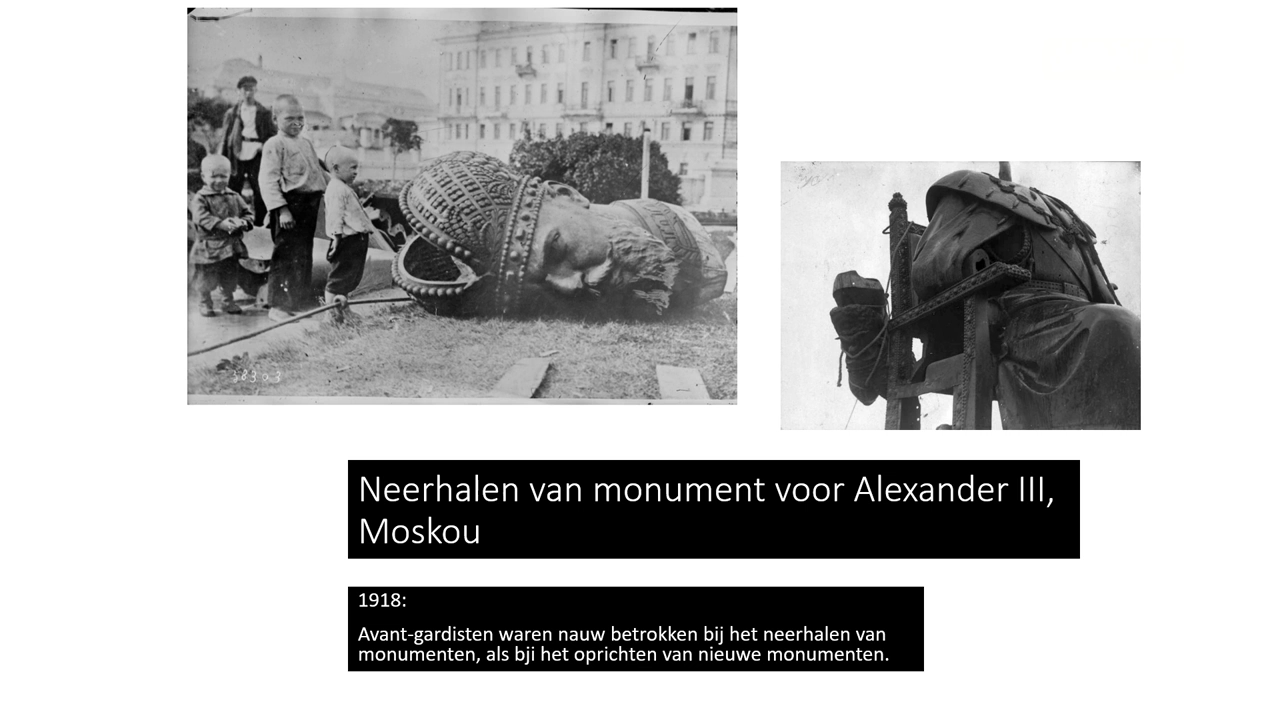 38303
Neerhalen van monument voor Alexander III,
Moskou
1918:
Avant-gardisten waren nauw betrokken bij het neerhalen van
monumenten, als bji het oprichten van nieuwe monumenten.